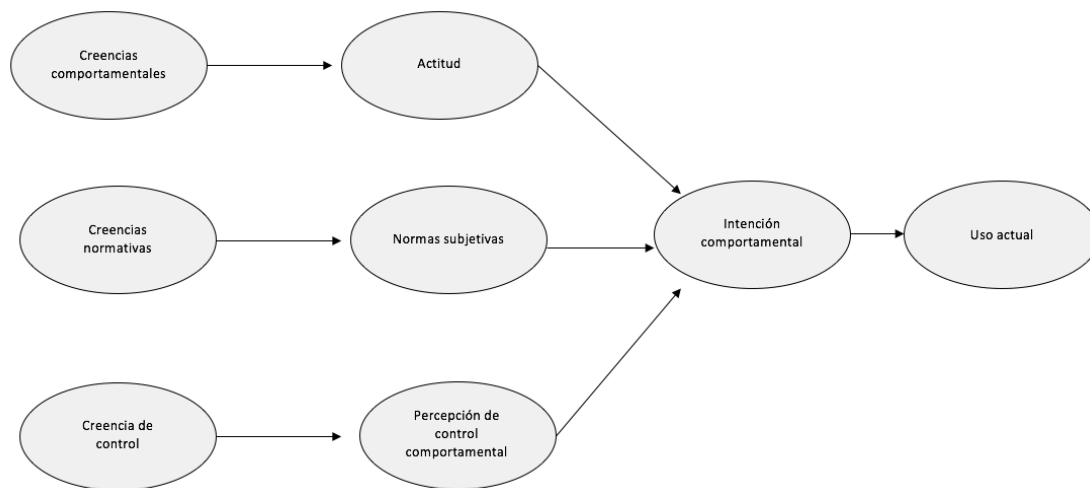 Creencias
comportamentales
Actitud
Creencias
normativas
Normas subjetivas
Intención
comportamental
Uso actual
Creencia de
control
Percepción de
control
comportamental